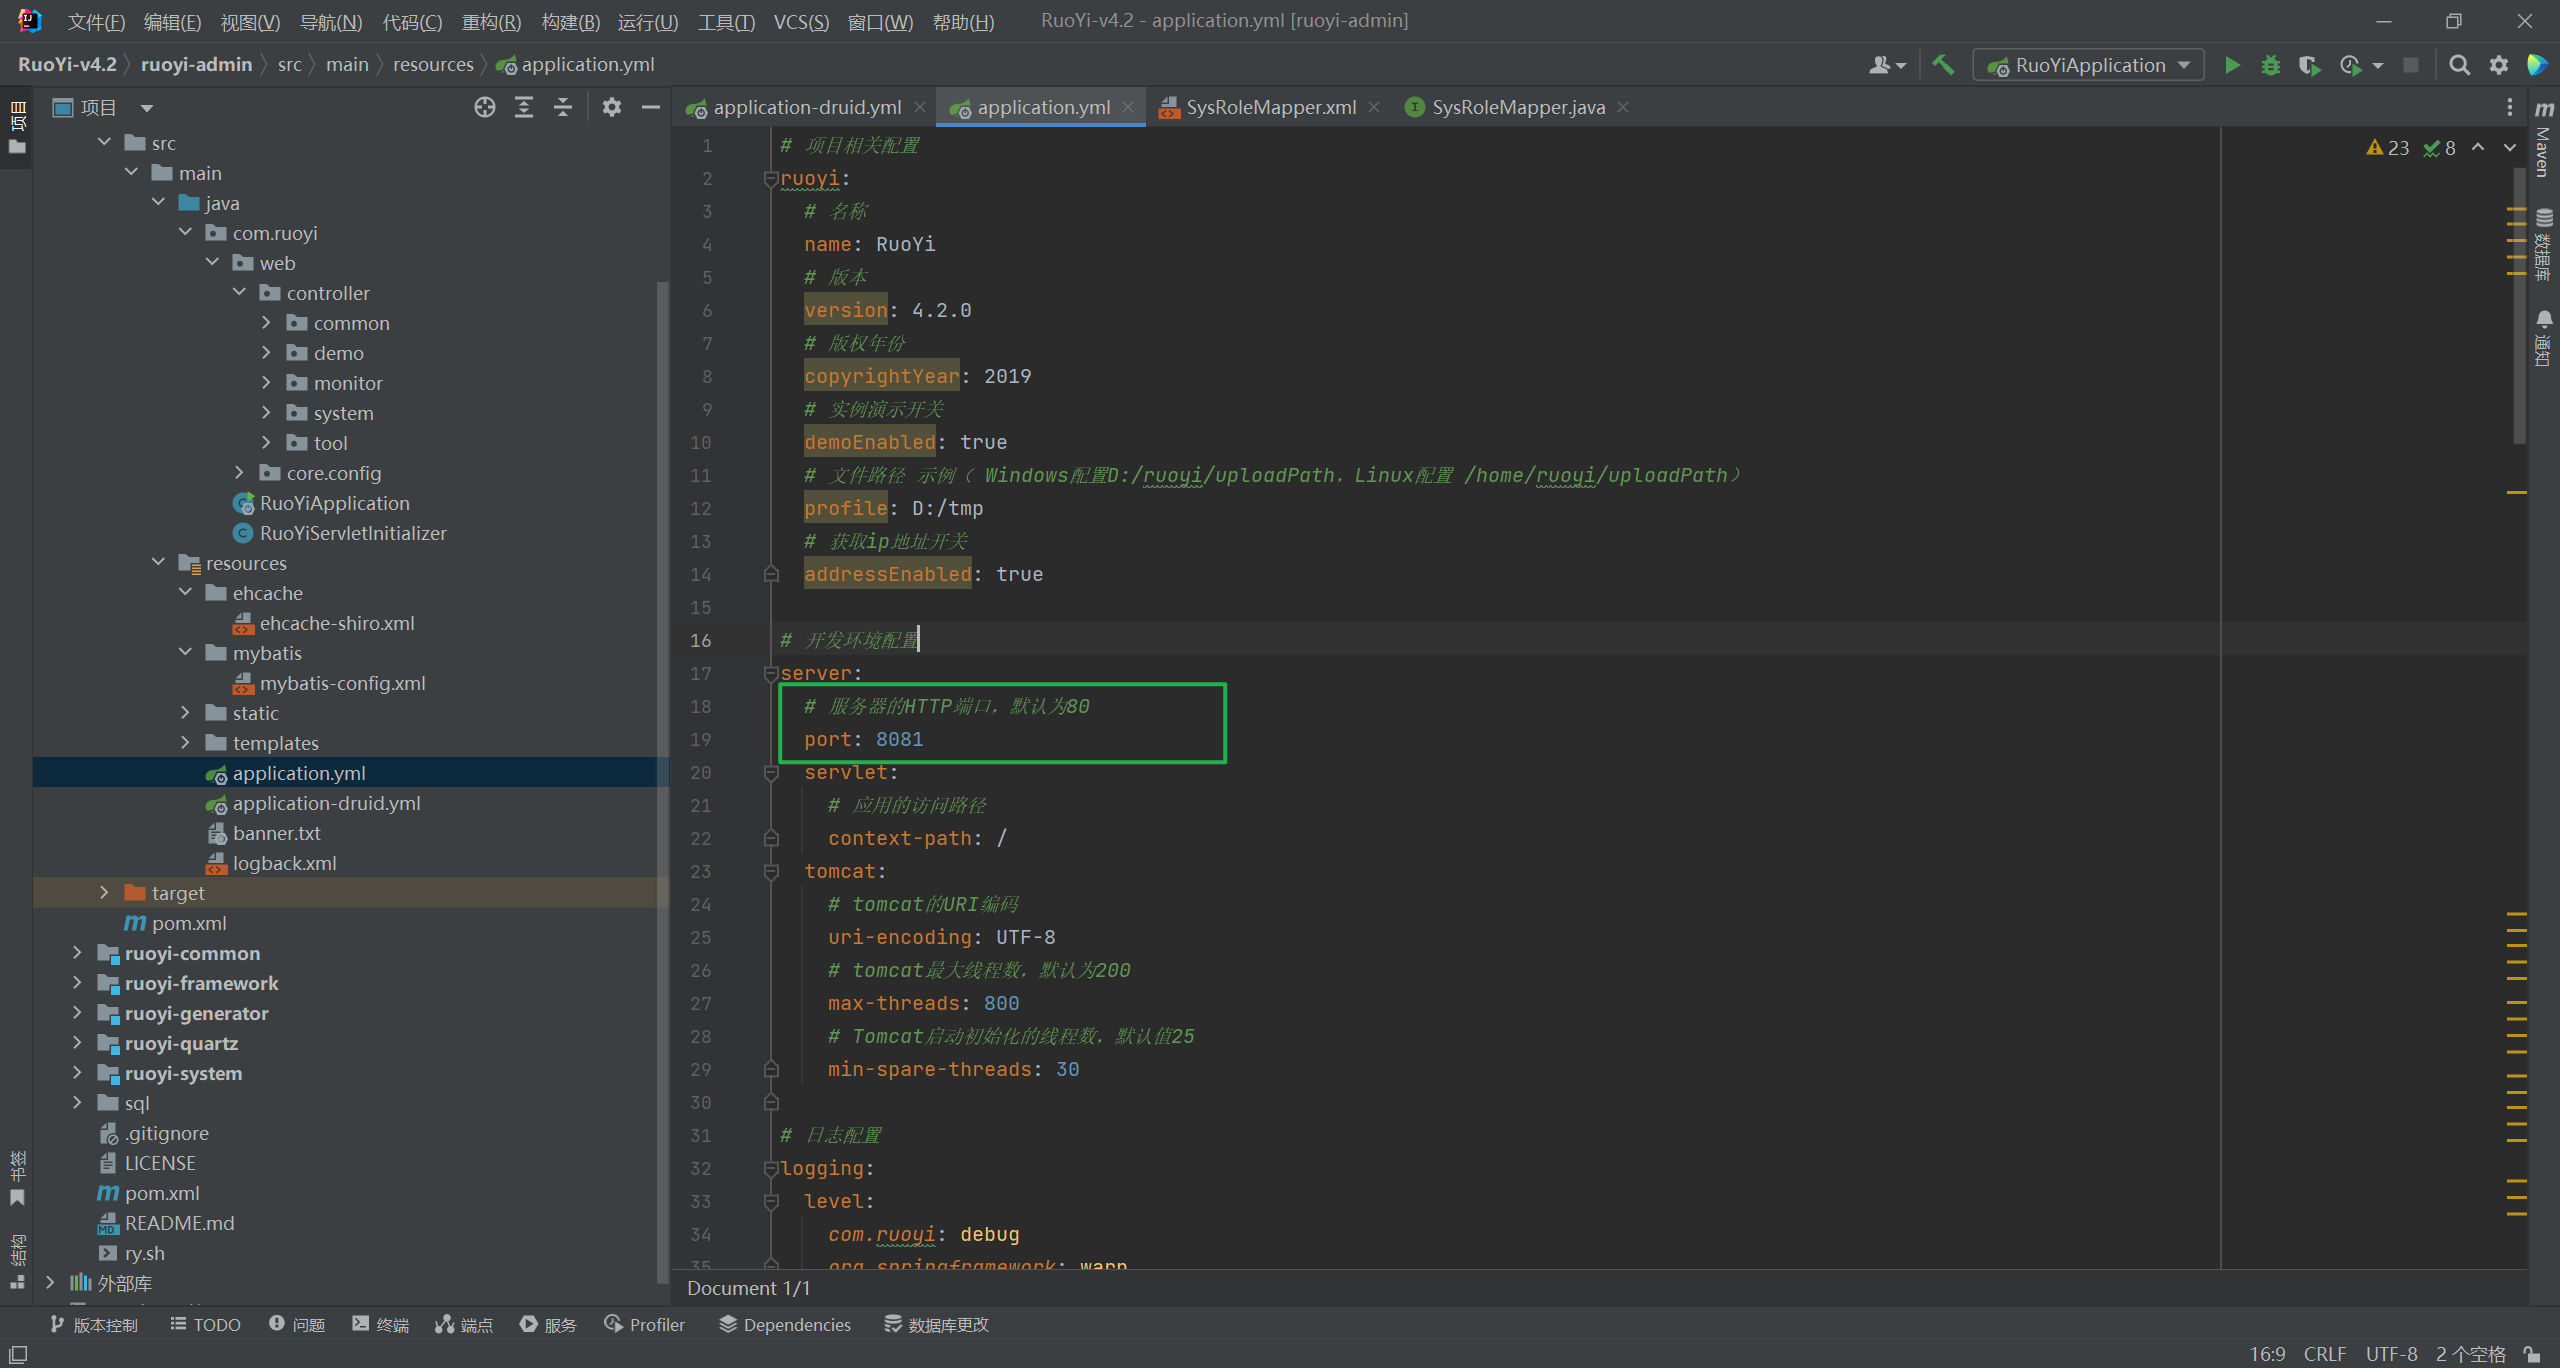 文件(F) 编辑(E) 视图(V) 导航(N) 代码(C) 重构(R) 构建(B) 运行(U) 工具(T) VCS(S) 窗口(W) 帮助(H) RuoYi-v4.2 - application.yml [ruoyi-admin]
RuoYi-v4.2 ruoyi-admin src main resources application.yml RuoYiApplication
项目
application-druid.yml application.yml SysRoleMapper.xml SysRoleMapper.java
项目
src
main
java
com.ruoyi
web
controller
common
demo
monitor
system
tool
core.config
RuoYiApplication
RuoYiServletInitializer
resources
ehcache
ehcache-shiro.xml
mybatis
mybatis-config.xml
static
templates
application.yml
application-druid.yml
banner.txt
logback.xml
target
pom.xml
ruoyi-common
ruoyi-framework
ruoyi-generator
ruoyi-quartz
ruoyi-system
sql
.gitignore
LICENSE
pom.xml
README.md
ry.sh
外部库
书签
结构
23 8
1 # 项目相关配置
2 ruoyi:
3 # 名称
4 name: RuoYi
5 # 版本
6 version: 4.2.0
7 # 版权年份
8 copyrightYear: 2019
9 # 实例演示开关
10 demoEnabled: true
11 # 文件路径 示例（ Windows配置D:/ruoyi/uploadPath，Linux配置 /home/ruoyi/uploadPath）
12 profile: D:/tmp
13 # 获取ip地址开关
14 addressEnabled: true
15
16 # 开发环境配置
17 server:
18 # 服务器的HTTP端口，默认为80
19 port: 8081
20 servlet:
21 # 应用的访问路径
22 context-path: /
23 tomcat:
24 # tomcat的URI编码
25 uri-encoding: UTF-8
26 # tomcat最大线程数，默认为200
27 max-threads: 800
28 # Tomcat启动初始化的线程数，默认值25
29 min-spare-threads: 30
30
31 # 日志配置
32 logging:
33 level:
34 com.ruoyi: debug
35 org.springframework: warn
Document 1/1
Maven
数据库
通知
版本控制 TODO 问题 终端 端点 服务 Profiler Dependencies 数据库更改
16:9 CRLF UTF-8 2 个空格